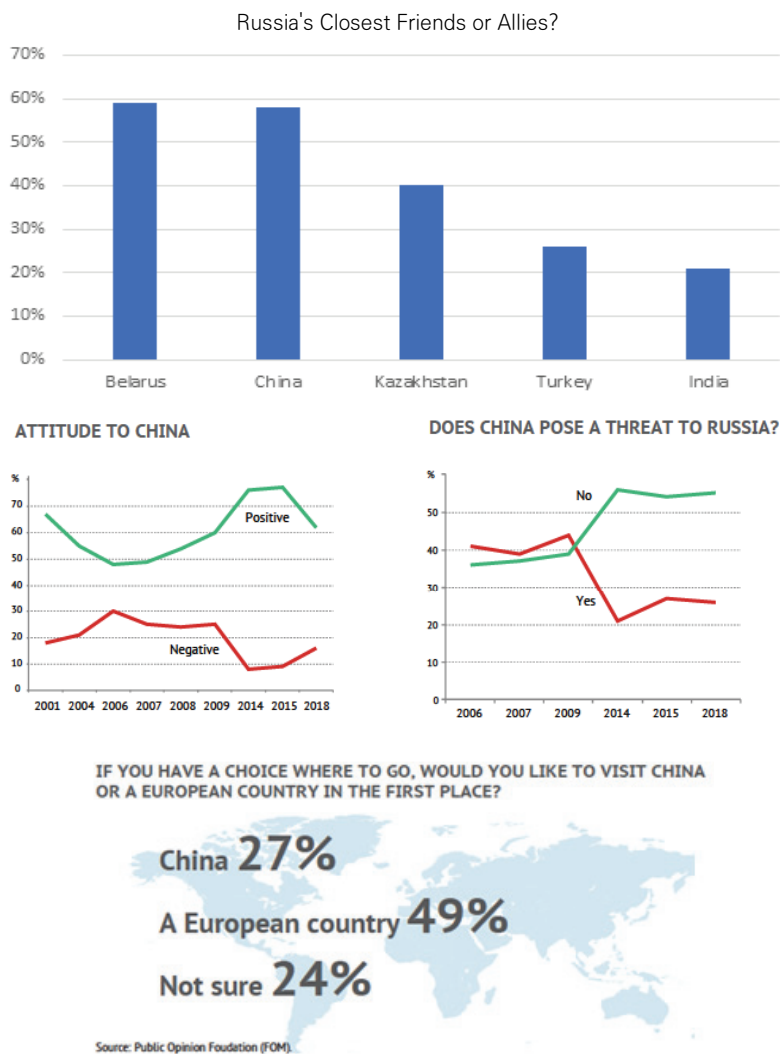 Russia's Closest Friends or Allies?
70%
60%
50%
40%
30%
20%
10%
0%
Belarus China Kazakhstan Turkey India
ATTITUDE TO CHINA
%
70
60
50
40
30
20
10
0
Positive
Negative
2001 2004 2006 2007 2008 2009 2014 2015 2018
DOES CHINA POSE A THREAT TO RUSSIA?
%
50
40
30
20
10
0
No
Yes
2006 2007 2009 2014 2015 2018
IF YOU HAVE A CHOICE WHERE TO GO, WOULD YOU LIKE TO VISIT CHINA
OR A EUROPEAN COUNTRY IN THE FIRST PLACE?
China 27%
A European country 49%
Not sure 24%
Source: Public Opinion Foudation (FOM).